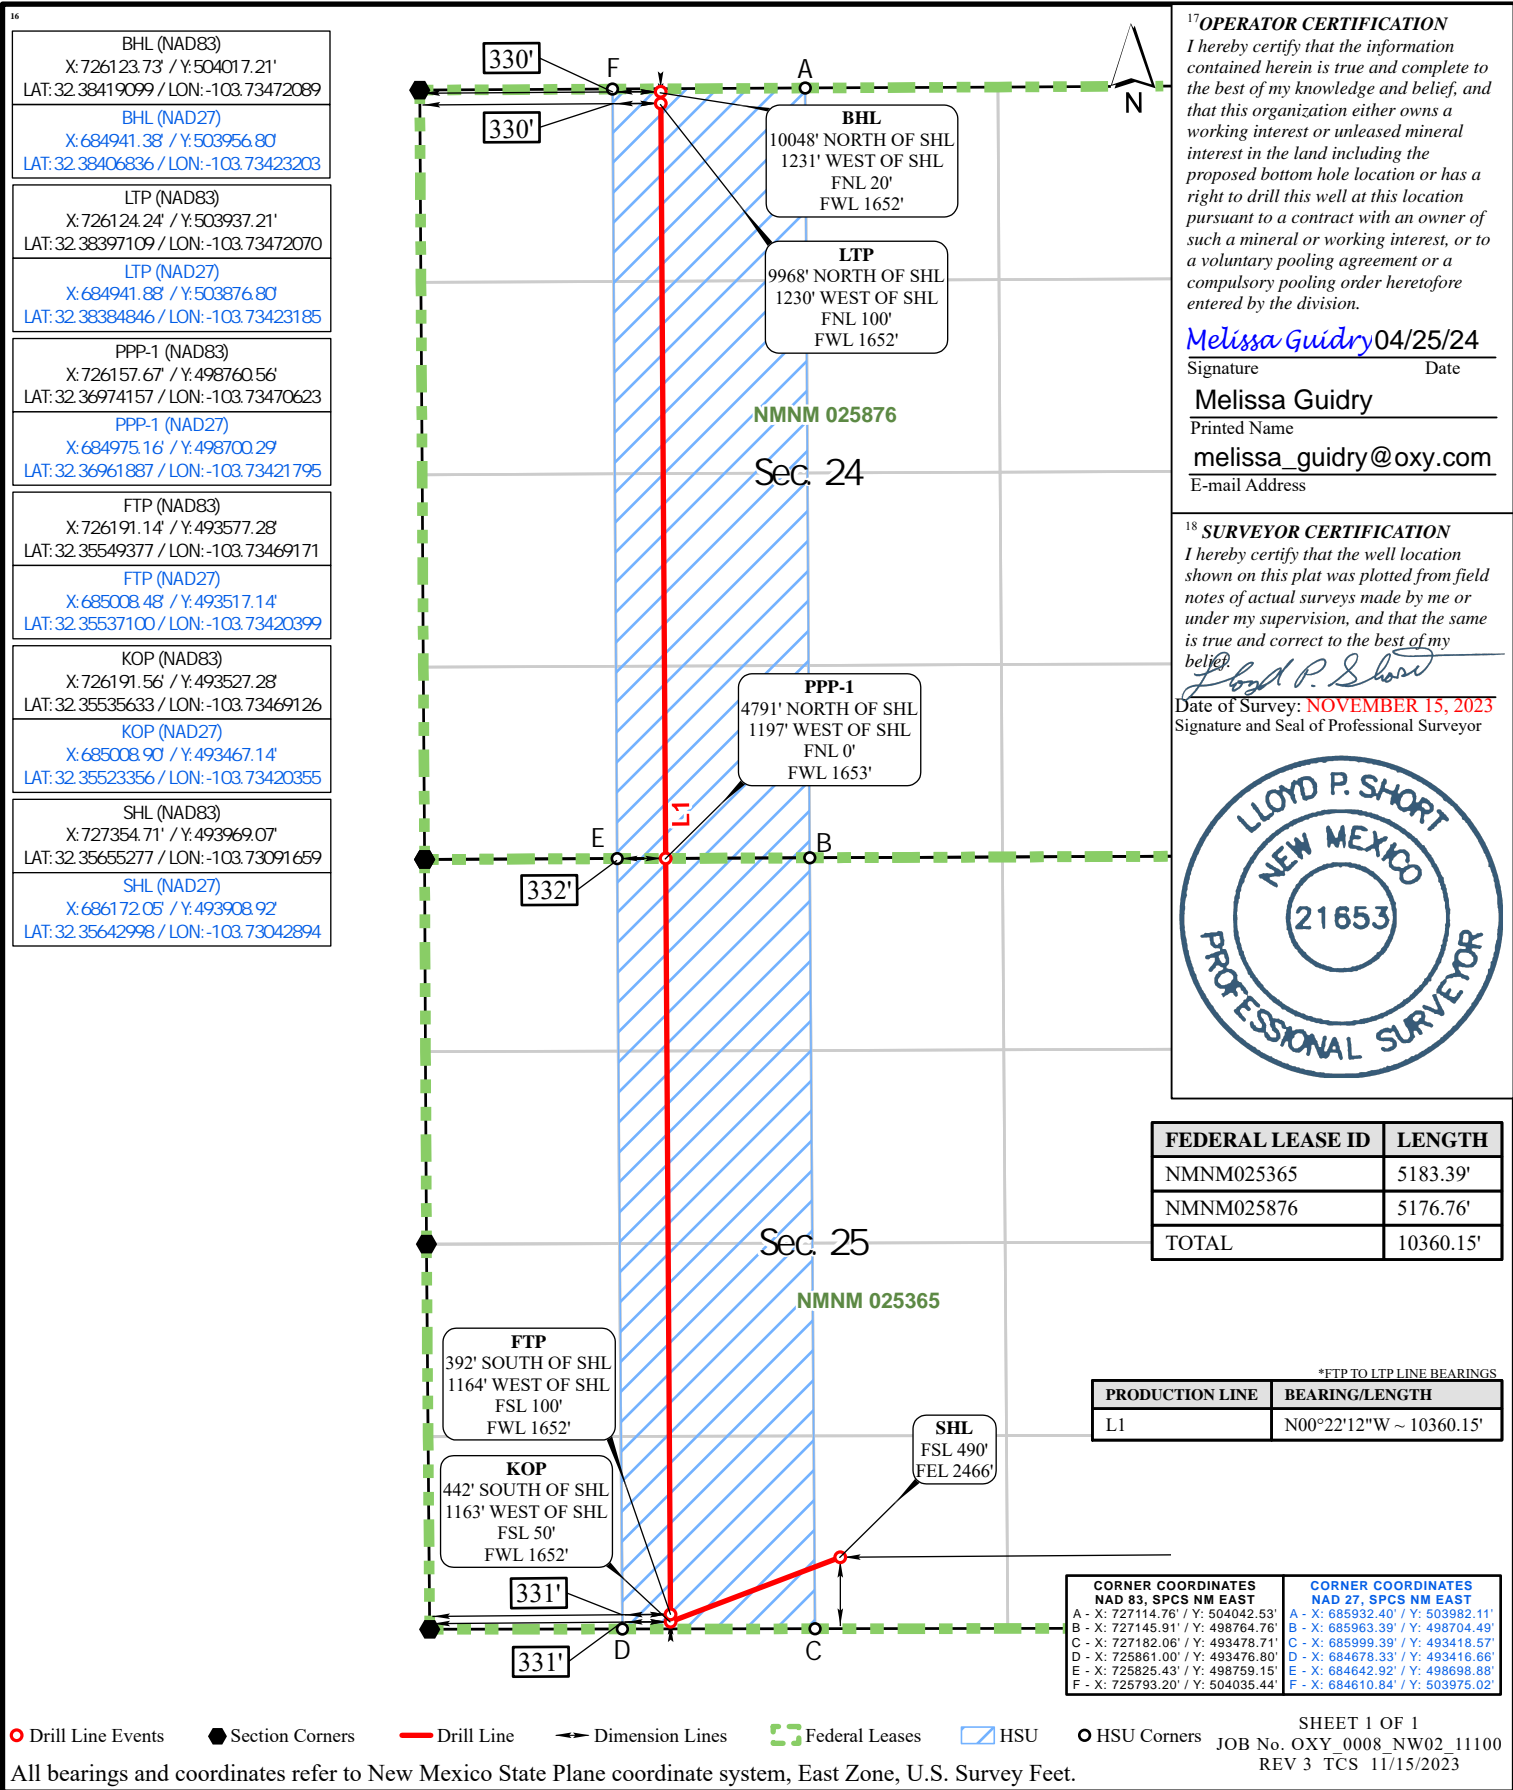 16
BHL (NAD83)
X:726123.73' / Y:504017.21'
LAT:32.38419099 / LON:-103.73472089
BHL (NAD27)
X:684941.38' / Y:503956.80'
LAT:32.38406836 / LON:-103.73423203
LTP (NAD83)
X:726124.24' / Y:503937.21'
LAT:32.38397109 / LON:-103.73472070
LTP (NAD27)
X:684941.88' / Y:503876.80'
LAT:32.38384846 / LON:-103.73423185
PPP-1 (NAD83)
X:726157.67' / Y:498760.56'
LAT:32.36974157 / LON:-103.73470623
PPP-1 (NAD27)
X:684975.16' / Y:498700.29'
LAT:32.36961887 / LON:-103.73421795
FTP (NAD83)
X:726191.14' / Y:493577.28'
LAT:32.35549377 / LON:-103.73469171
FTP (NAD27)
X:685008.48' / Y:493517.14'
LAT:32.35537100 / LON:-103.73420399
KOP (NAD83)
X:726191.56' / Y:493527.28'
LAT:32.35535633 / LON:-103.73469126
KOP (NAD27)
X:685008.90' / Y:493467.14'
LAT:32.35523356 / LON:-103.73420355
SHL (NAD83)
X:727354.71' / Y:493969.07'
LAT:32.35655277 / LON:-103.73091659
SHL (NAD27)
X:686172.05' / Y:493908.92'
LAT:32.35642998 / LON:-103.73042894
330'
F
A
N
330'
BHL
10048' NORTH OF SHL
1231' WEST OF SHL
FNL 20'
FWL 1652'
LTP
9968' NORTH OF SHL
1230' WEST OF SHL
FNL 100'
FWL 1652'
NMNM 025876
Sec. 24
PPP-1
4791' NORTH OF SHL
1197' WEST OF SHL
FNL 0'
FWL 1653'
L1
E
B
332'
Sec. 25
NMNM 025365
FTP
392' SOUTH OF SHL
1164' WEST OF SHL
FSL 100'
FWL 1652'
KOP
442' SOUTH OF SHL
1163' WEST OF SHL
FSL 50'
FWL 1652'
SHL
FSL 490'
FEL 2466'
331'
331'
D
C
17 OPERATOR CERTIFICATION
I hereby certify that the information
contained herein is true and complete to
the best of my knowledge and belief, and
that this organization either owns a
working interest or unleased mineral
interest in the land including the
proposed bottom hole location or has a
right to drill this well at this location
pursuant to a contract with an owner of
such a mineral or working interest, or to
a voluntary pooling agreement or a
compulsory pooling order heretofore
entered by the division.
Melissa Guidry 04/25/24
Signature Date
Melissa Guidry
Printed Name
melissa_guidry@oxy.com
E-mail Address
18 SURVEYOR CERTIFICATION
I hereby certify that the well location
shown on this plat was plotted from field
notes of actual surveys made by me or
under my supervision, and that the same
is true and correct to the best of my
belief.
Lloyd P. Short
Date of Survey: NOVEMBER 15, 2023
Signature and Seal of Professional Surveyor
LLOYD P. SHORT
NEW MEXICO
21653
PROFESSIONAL SURVEYOR
FEDERAL LEASE ID LENGTH
NMNM025365 5183.39'
NMNM025876 5176.76'
TOTAL 10360.15'
*FTP TO LTP LINE BEARINGS
PRODUCTION LINE BEARING/LENGTH
L1 N00°22'12"W ~ 10360.15'
CORNER COORDINATES
NAD 83, SPCS NM EAST
A - X: 727114.76' / Y: 504042.53'
B - X: 727145.91' / Y: 498764.76'
C - X: 727182.06' / Y: 493478.71'
D - X: 725861.00' / Y: 493476.80'
E - X: 725825.43' / Y: 498759.15'
F - X: 725793.20' / Y: 504035.44'
CORNER COORDINATES
NAD 27, SPCS NM EAST
A - X: 685932.40' / Y: 503982.11'
B - X: 685963.39' / Y: 498704.49'
C - X: 685999.39' / Y: 493418.57'
D - X: 684678.33' / Y: 493416.66'
E - X: 684642.92' / Y: 498698.88'
F - X: 684610.84' / Y: 503975.02'
Drill Line Events
Section Corners
Drill Line
Dimension Lines
Federal Leases
HSU
HSU Corners
SHEET 1 OF 1
JOB No. OXY_0008_NW02_11100
REV 3 TCS 11/15/2023
All bearings and coordinates refer to New Mexico State Plane coordinate system, East Zone, U.S. Survey Feet.